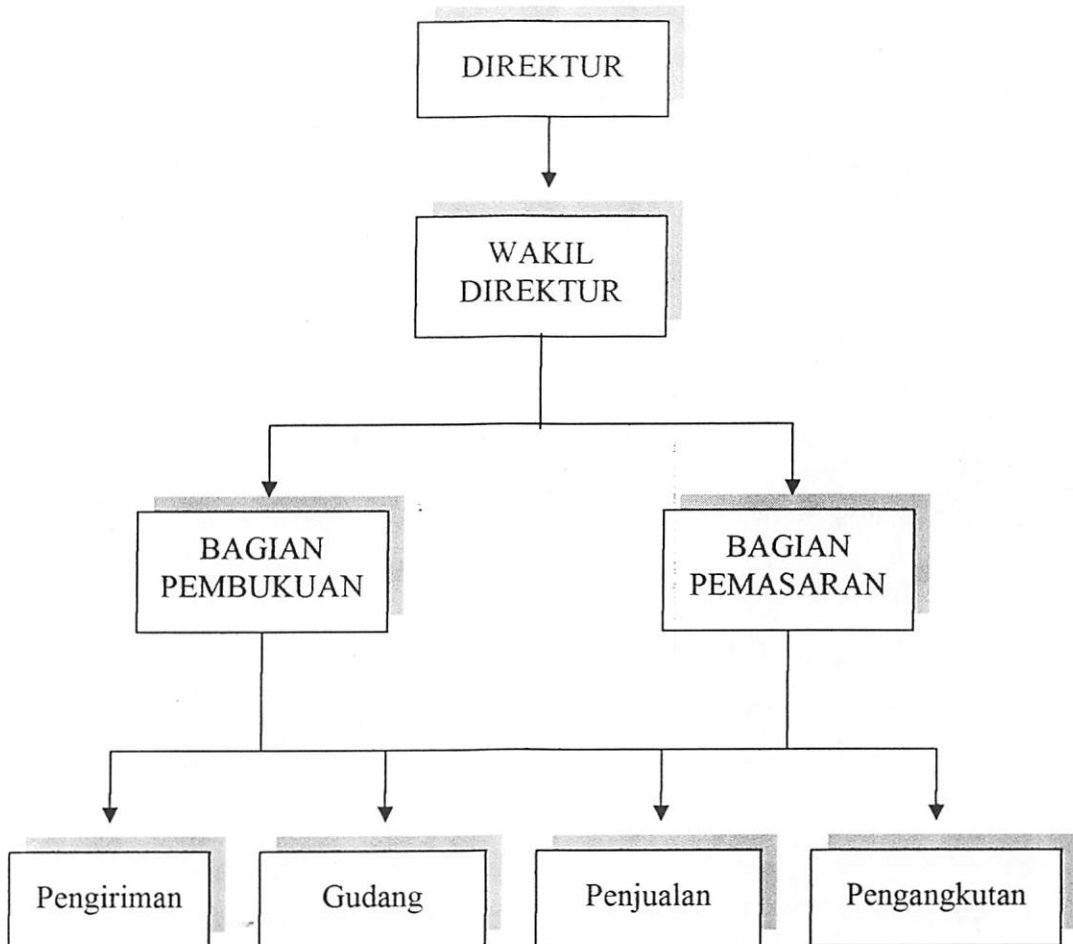 DIREKTUR
WAKIL
DIREKTUR
BAGIAN
PEMBUKUAN
BAGIAN
PEMASARAN
Pengiriman
Gudang
Penjualan
Pengangkutan